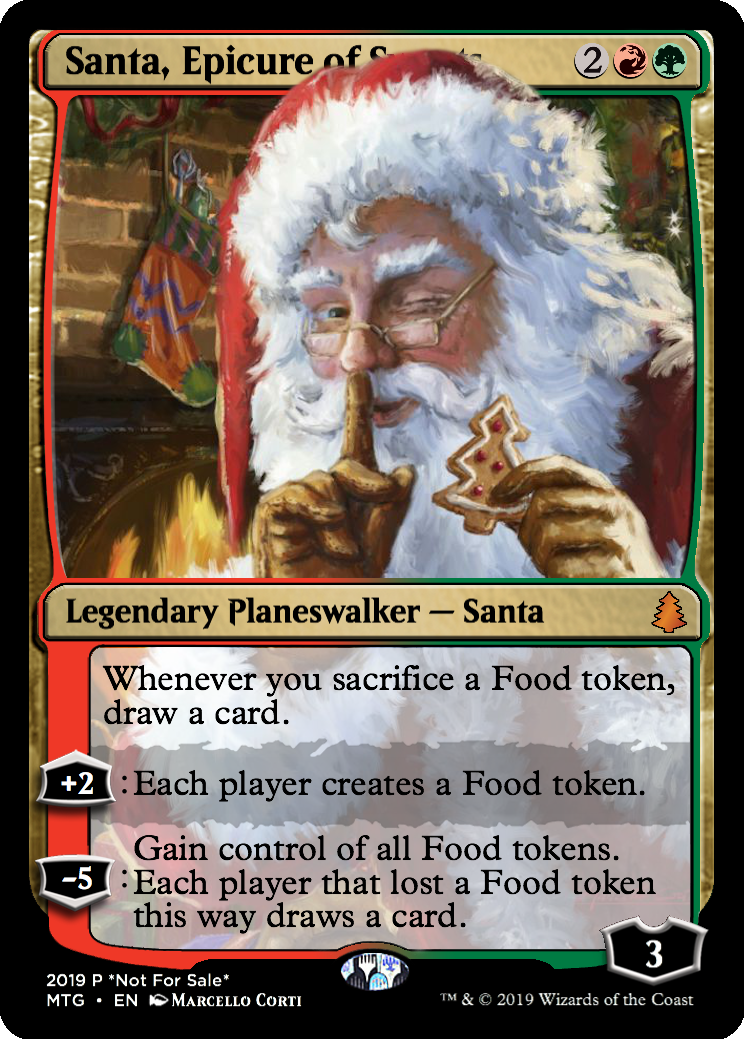 Santa, Epicure of
2
Legendary Planeswalker — Santa
Whenever you sacrifice a Food token,
draw a card.
+2 : Each player creates a Food token.
Gain control of all Food tokens.
−5 : Each player that lost a Food token
this way draws a card.
3
2019 P *Not For Sale*
MTG • EN Marcello Corti
™ & © 2019 Wizards of the Coast